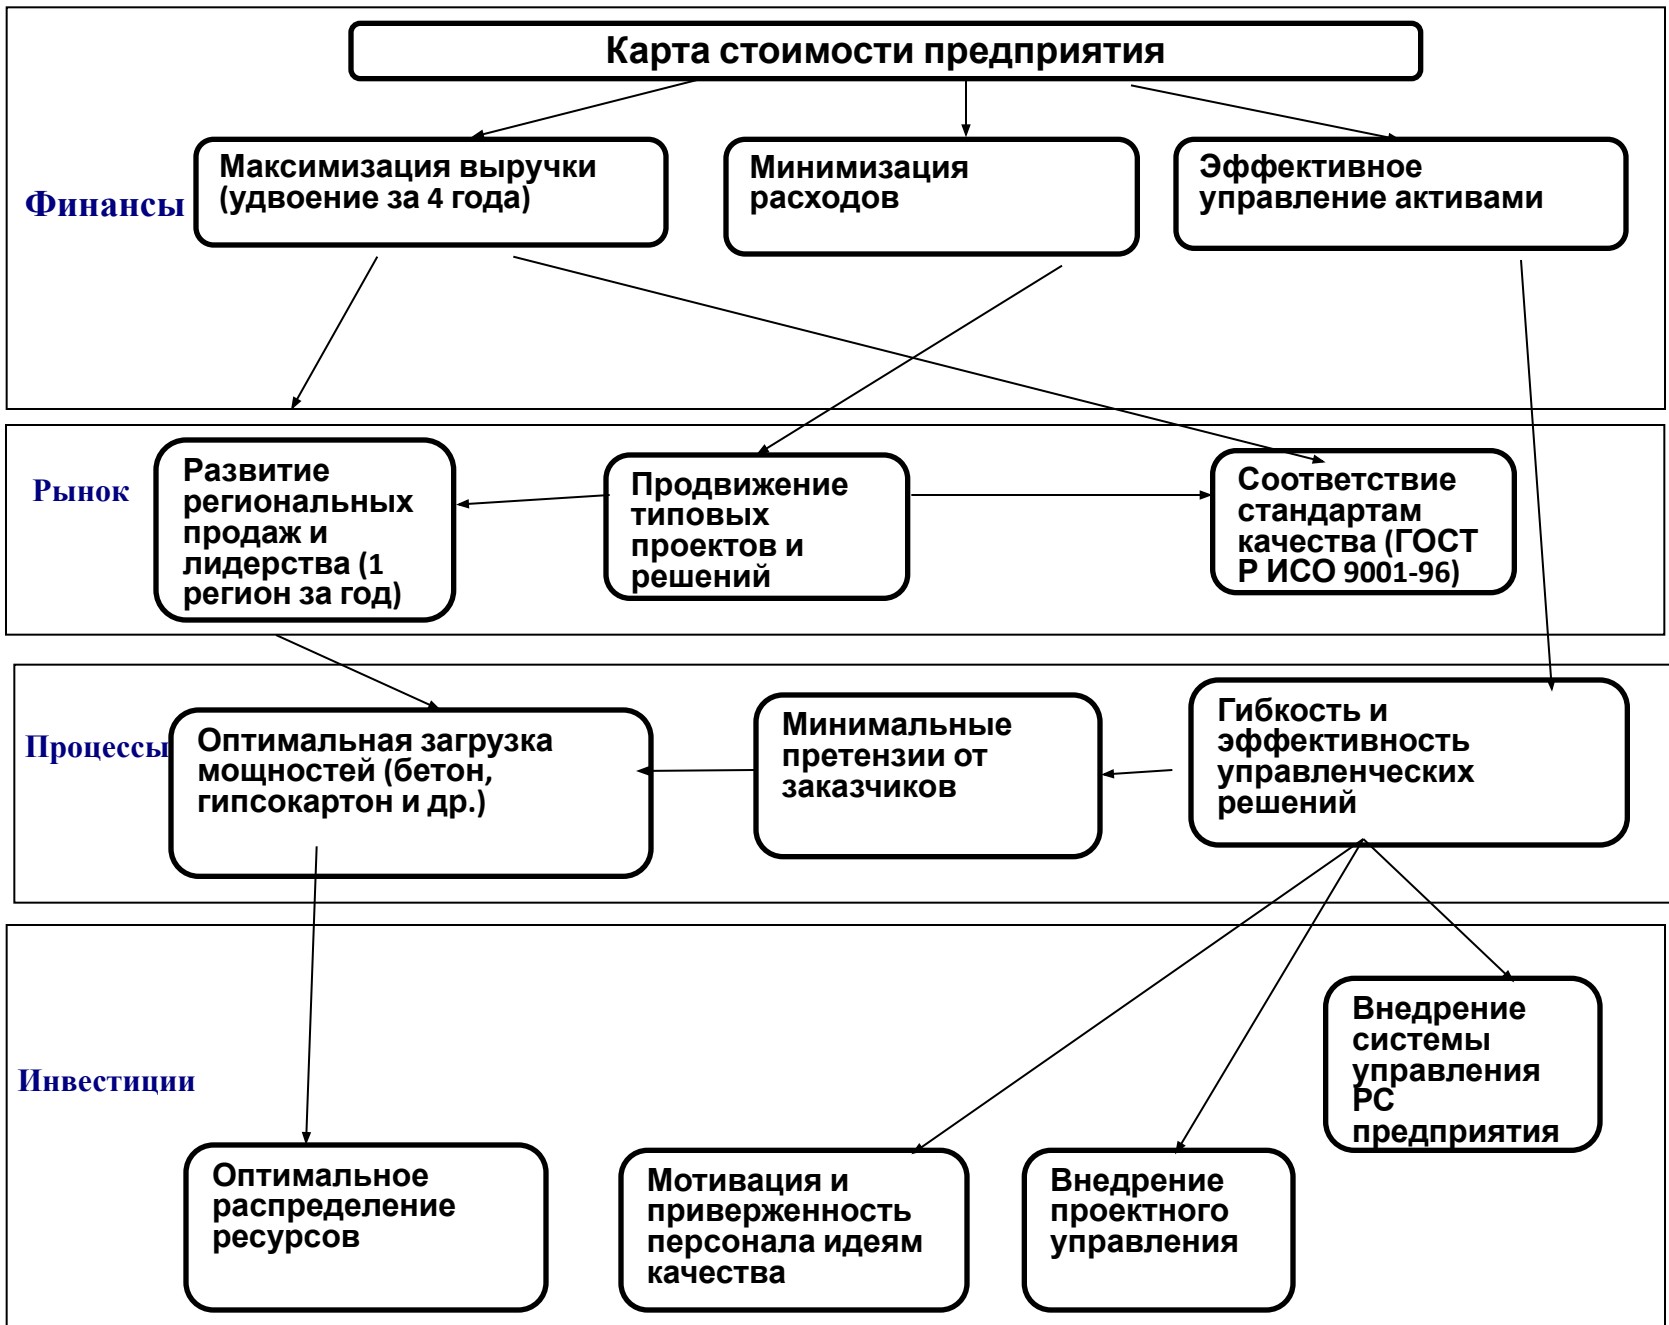 Карта стоимости предприятия
Финансы
Максимизация выручки
(удвоение за 4 года)
Минимизация
расходов
Эффективное
управление активами
Рынок
Развитие
региональных
продаж и
лидерства (1
регион за год)
Продвижение
типовых
проектов и
решений
Соответствие
стандартам
качества (ГОСТ
Р ИСО 9001-96)
Процессы
Оптимальная загрузка
мощностей (бетон,
гипсокартон и др.)
Минимальные
претензии от
заказчиков
Гибкость и
эффективность
управленческих
решений
Инвестиции
Оптимальное
распределение
ресурсов
Мотивация и
приверженность
персонала идеям
качества
Внедрение
проектного
управления
Внедрение
системы
управления
РС
предприятия